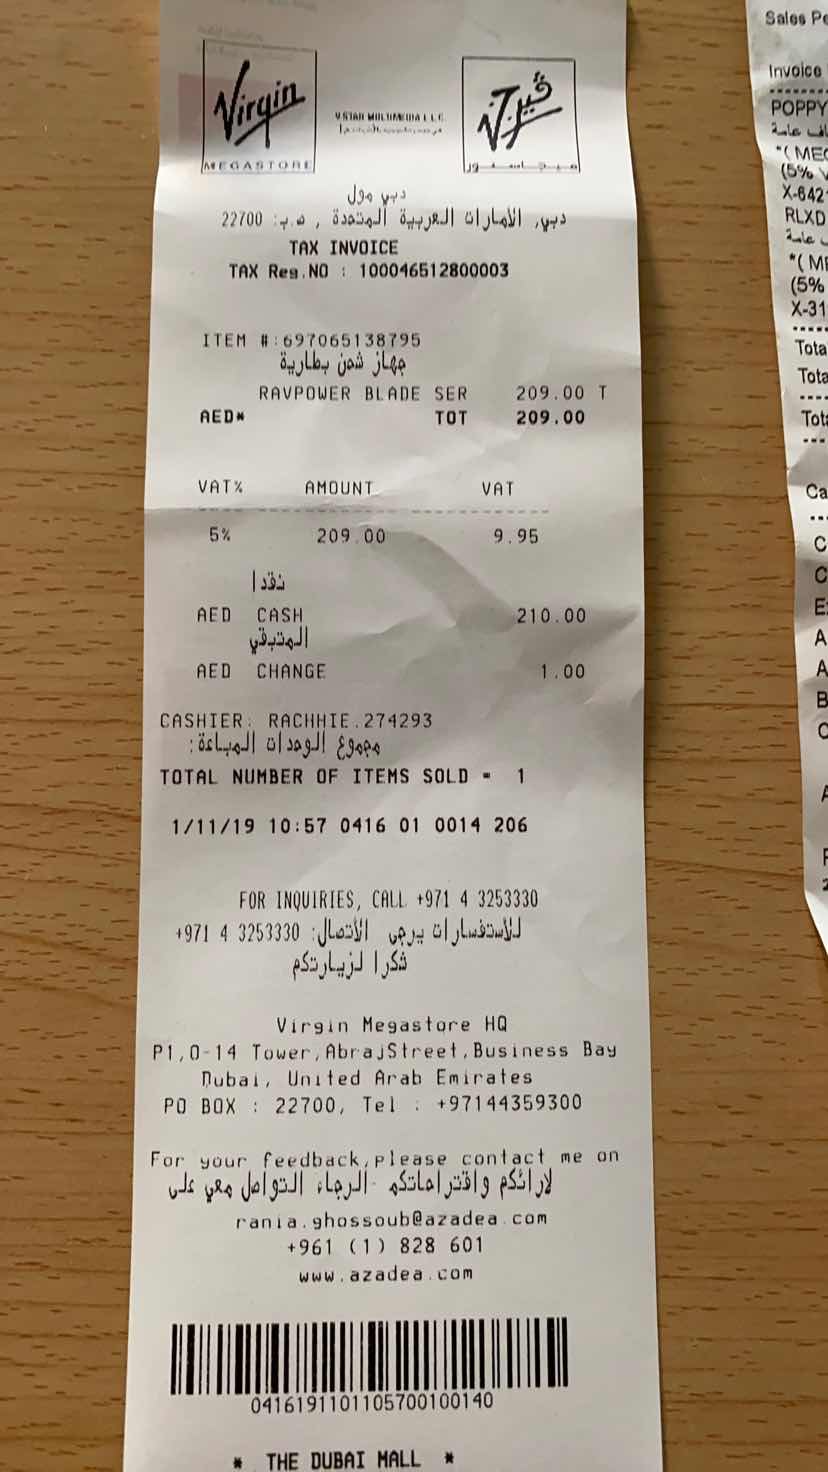 Virgin
MEGASTORE
VSTAR MULTIMEDIA L.L.C.
فيرجن
ميجاستور
دبي مول
دبي, الأمارات العربية المتحدة , ص.ب: 22700
TAX INVOICE
TAX Reg.NO : 100046512800003
ITEM #:697065138795
جهاز شحن بطارية
RAVPOWER BLADE SER 209.00 T
AED* TOT 209.00
VAT% AMOUNT VAT
5% 209.00 9.95
نقدا
AED CASH 210.00
المتبقي
AED CHANGE 1.00
CASHIER: RACHHIE.274293
مجموع الوحدات المباعة:
TOTAL NUMBER OF ITEMS SOLD = 1
1/11/19 10:57 0416 01 0014 206
FOR INQUIRIES, CALL +971 4 3253330
للأستفسارات يرجى الأتصال: 3253330 4 971+
شكرا لزيارتكم
Virgin Megastore HQ
P1,O-14 Tower,AbrajStreet,Business Bay
Dubai, United Arab Emirates
PO BOX : 22700, Tel : +97144359300
For your feedback,please contact me on
لارائكم واقتراحاتكم -الرجاء التواصل معي على
rania.ghossoub@azadea.com
+961 (1) 828 601
www.azadea.com
0416191101105700100140
* THE DUBAI MALL *
Sales Pe
Invoice
POPPY
*( MEC
(5% V
X-642
RLXD
*( ME
(5%
X-31
Tota
Tota
Tota
Ca
C
C
E
A
A
B
C